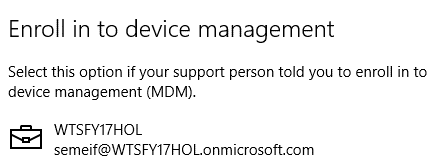 Enroll in to device management
Select this option if your support person told you to enroll in to
device management (MDM).
WTSFY17HOL
semeif@WTSFY17HOL.onmicrosoft.com